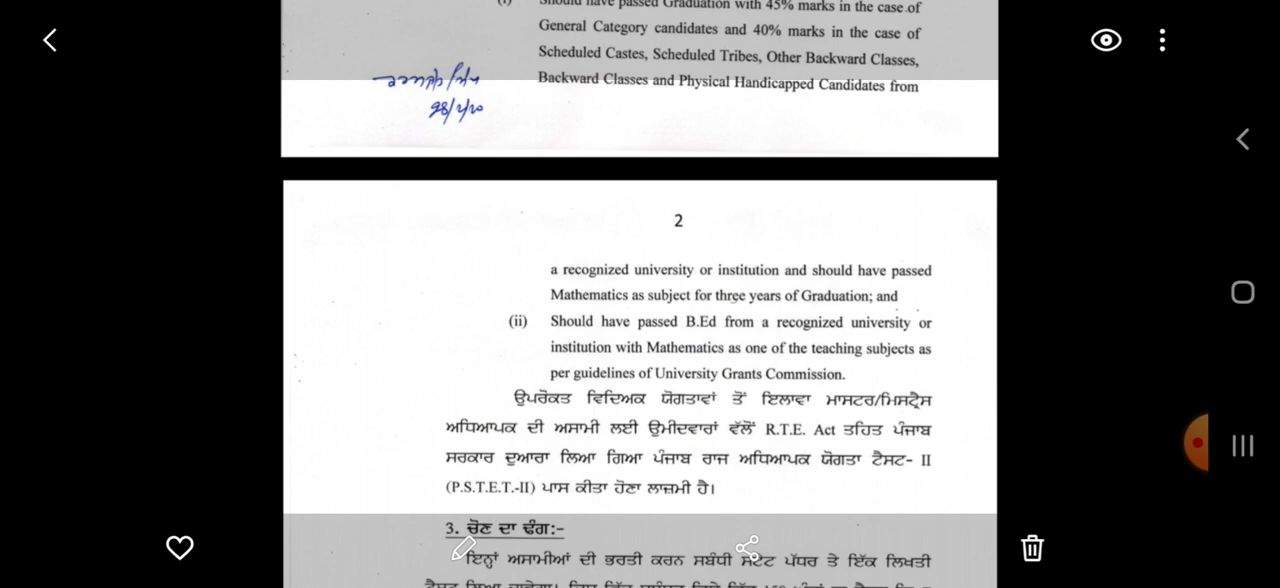 (i) Should have passed Graduation with 45% marks in the case of
General Category candidates and 40% marks in the case of
Scheduled Castes, Scheduled Tribes, Other Backward Classes,
Backward Classes and Physical Handicapped Candidates from
2
a recognized university or institution and should have passed
Mathematics as subject for three years of Graduation; and
(ii) Should have passed B.Ed from a recognized university or
institution with Mathematics as one of the teaching subjects as
per guidelines of University Grants Commission.
ਉਪਰੋਕਤ ਵਿਦਿਅਕ ਯੋਗਤਾਵਾਂ ਤੋਂ ਇਲਾਵਾ ਮਾਸਟਰ/ਮਿਸਟ੍ਰੈਸ
ਅਧਿਆਪਕ ਦੀ ਅਸਾਮੀ ਲਈ ਉਮੀਦਵਾਰਾਂ ਵੱਲੋਂ R.T.E. Act ਤਹਿਤ ਪੰਜਾਬ
ਸਰਕਾਰ ਦੁਆਰਾ ਲਿਆ ਗਿਆ ਪੰਜਾਬ ਰਾਜ ਅਧਿਆਪਕ ਯੋਗਤਾ ਟੈਸਟ- II
(P.S.T.E.T.-II) ਪਾਸ ਕੀਤਾ ਹੋਣਾ ਲਾਜ਼ਮੀ ਹੈ।
3. ਚੋਣ ਦਾ ਢੰਗ:-
ਇਨ੍ਹਾਂ ਅਸਾਮੀਆਂ ਦੀ ਭਰਤੀ ਕਰਨ ਸਬੰਧੀ ਸਟੇਟ ਪੱਧਰ ਤੇ ਇੱਕ ਲਿਖਤੀ